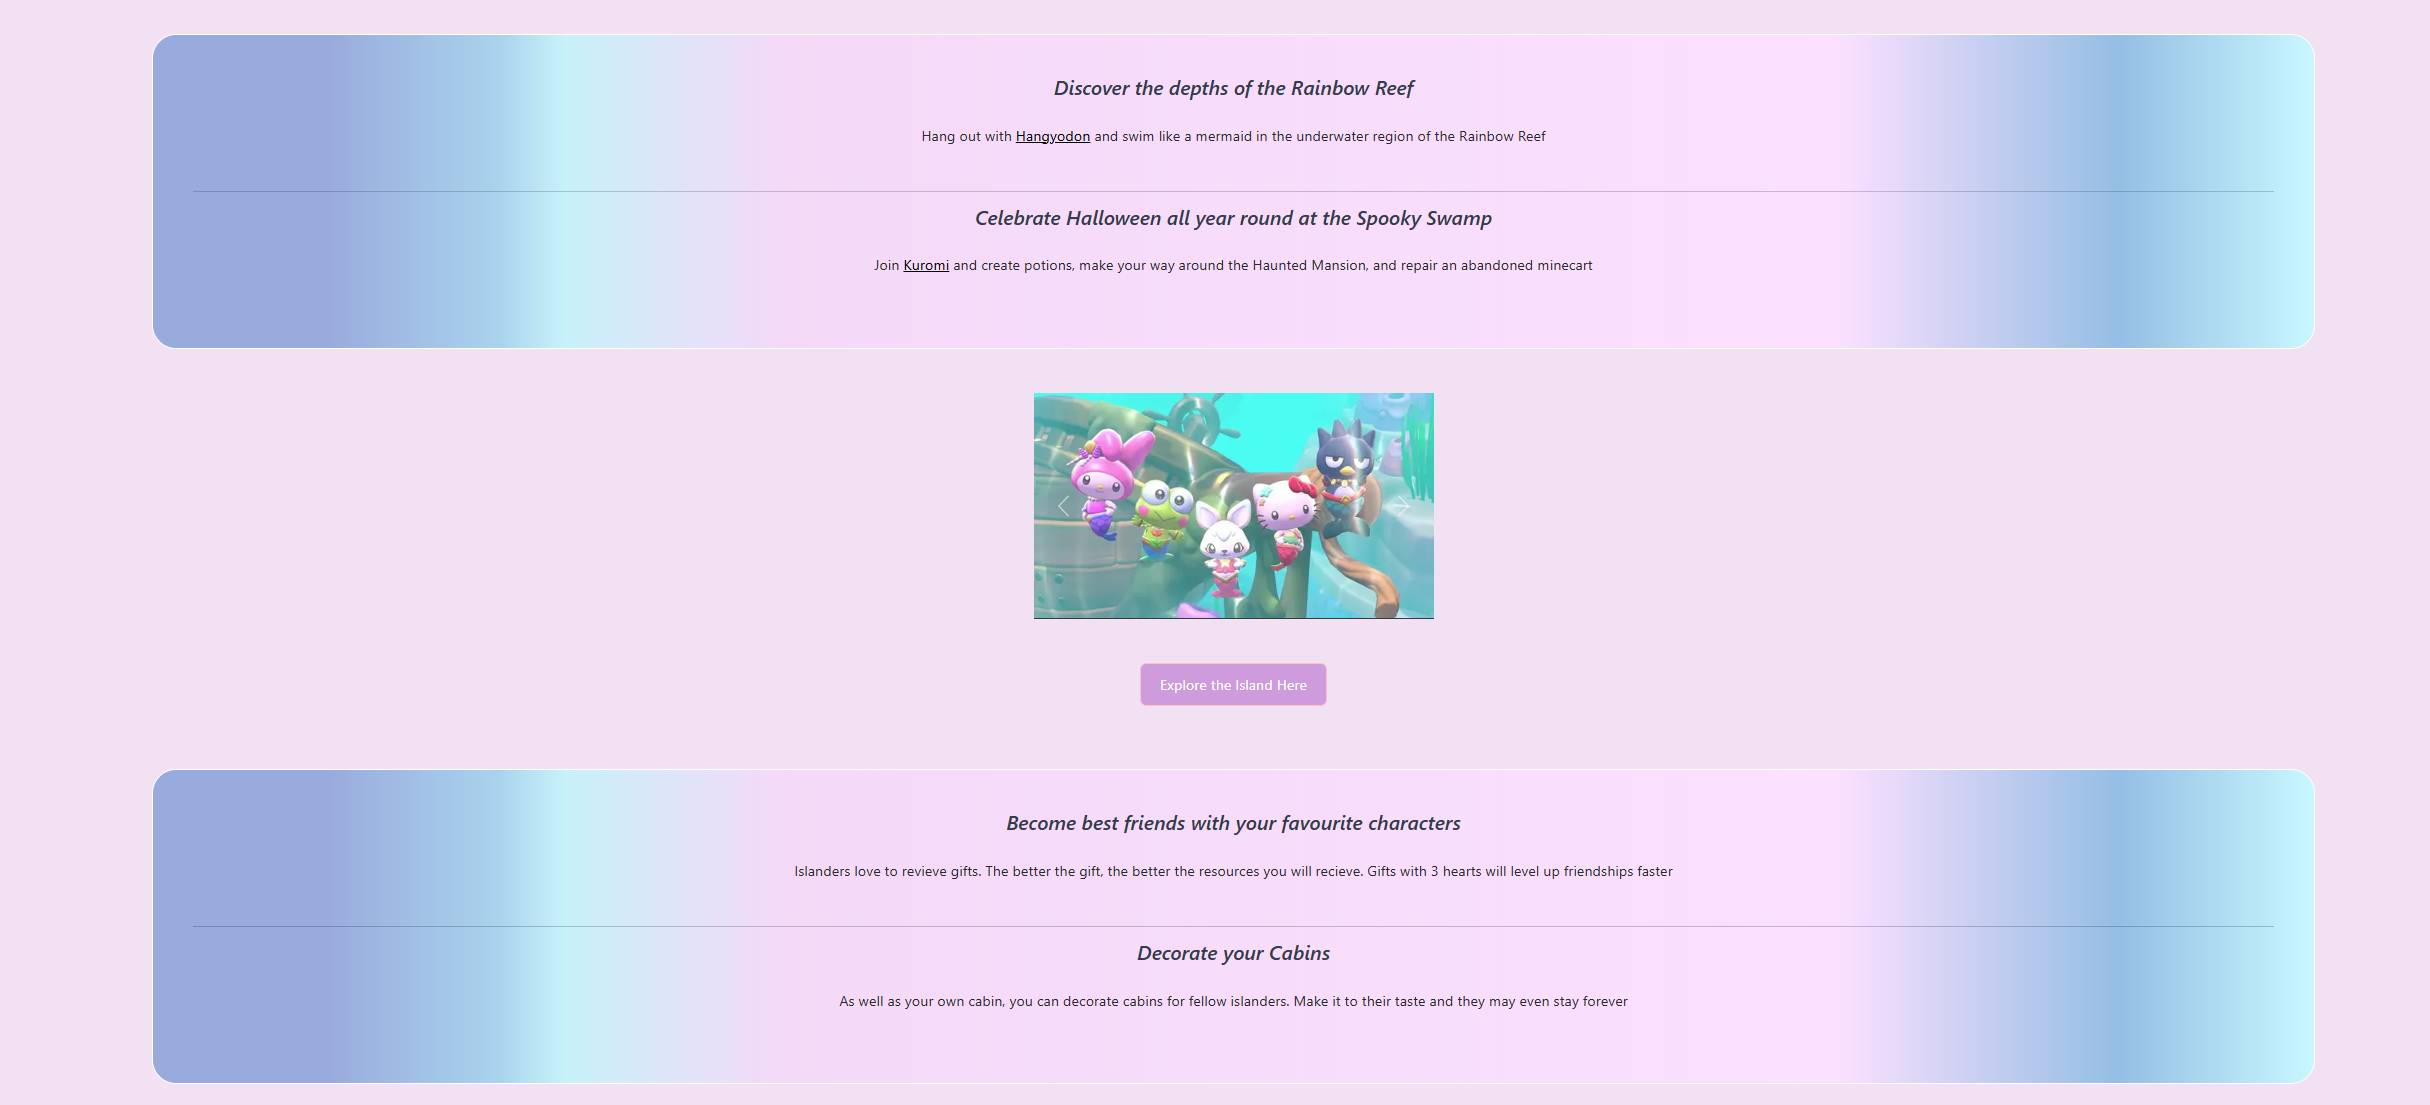 Discover the depths of the Rainbow Reef
Hang out with Hangyodon and swim like a mermaid in the underwater region of the Rainbow Reef
Celebrate Halloween all year round at the Spooky Swamp
Join Kuromi and create potions, make your way around the Haunted Mansion, and repair an abandoned minecart
Explore the Island Here
Become best friends with your favourite characters
Islanders love to revieve gifts. The better the gift, the better the resources you will recieve. Gifts with 3 hearts will level up friendships faster
Decorate your Cabins
As well as your own cabin, you can decorate cabins for fellow islanders. Make it to their taste and they may even stay forever